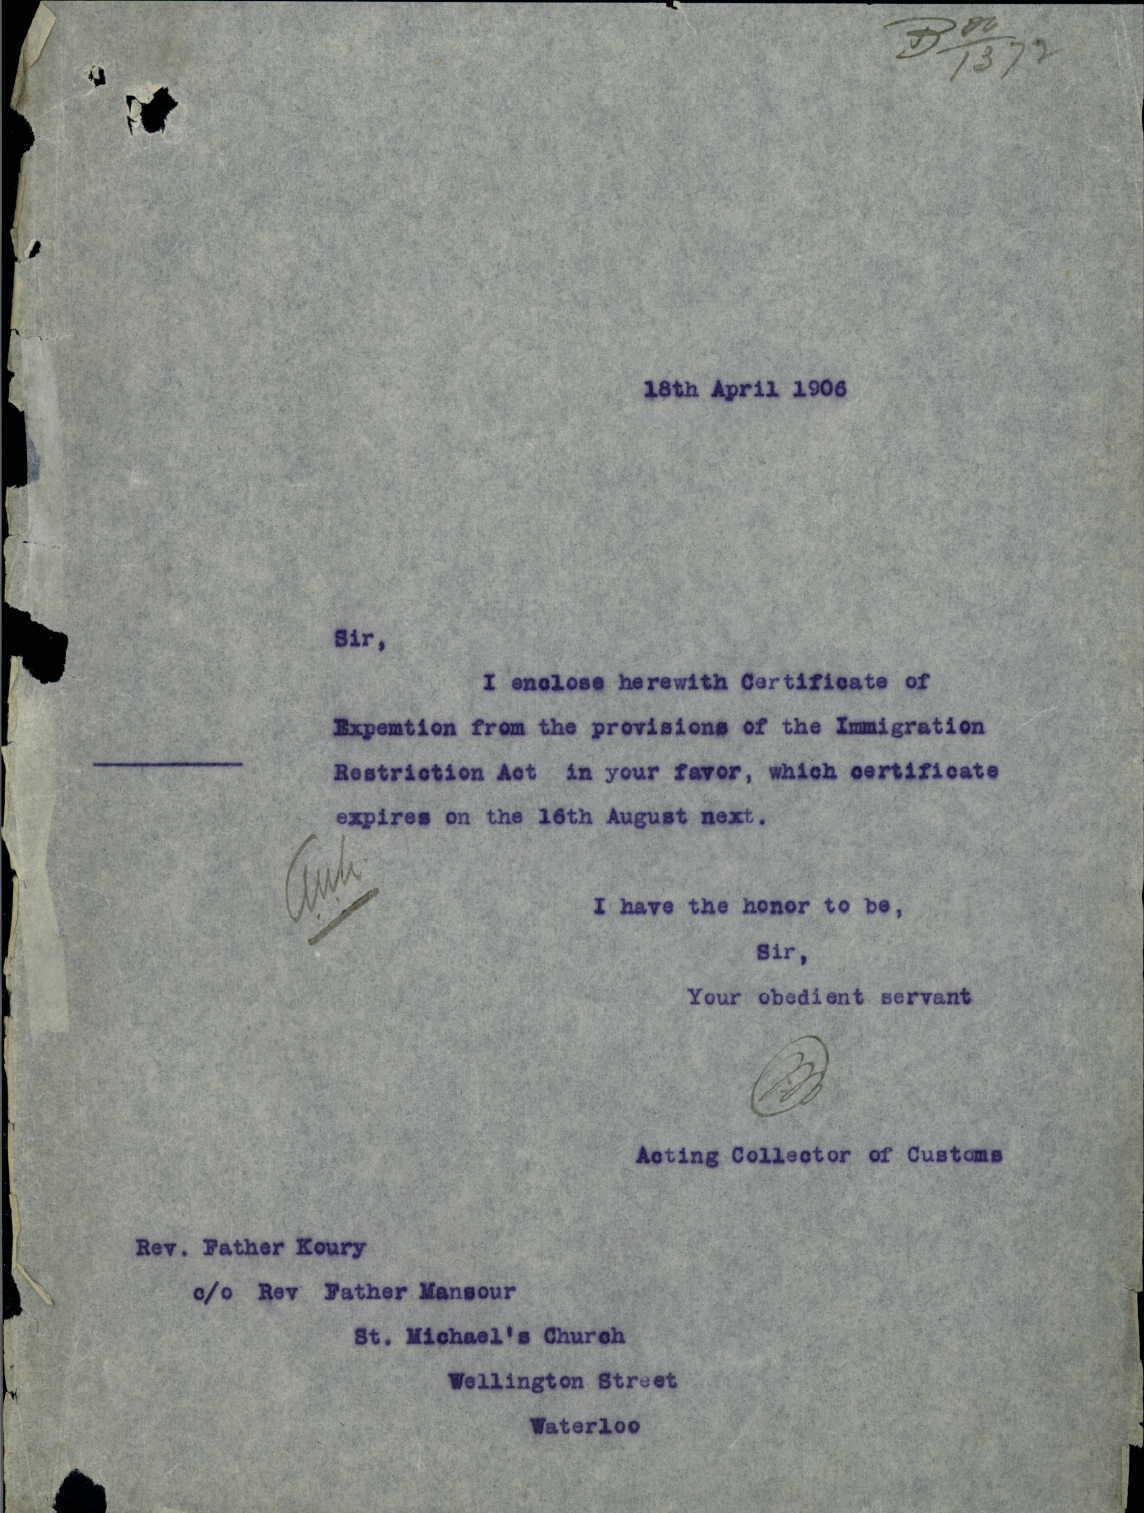 B 06/1372
18th April 1906
Sir,
I enclose herewith Certificate of
Expemtion from the provisions of the Immigration
Restriction Act in your favor, which certificate
expires on the 16th August next.
I have the honor to be,
Sir,
Your obedient servant
Acting Collector of Customs
Rev. Father Koury
c/o Rev Father Mansour
St. Michael's Church
Wellington Street
Waterloo